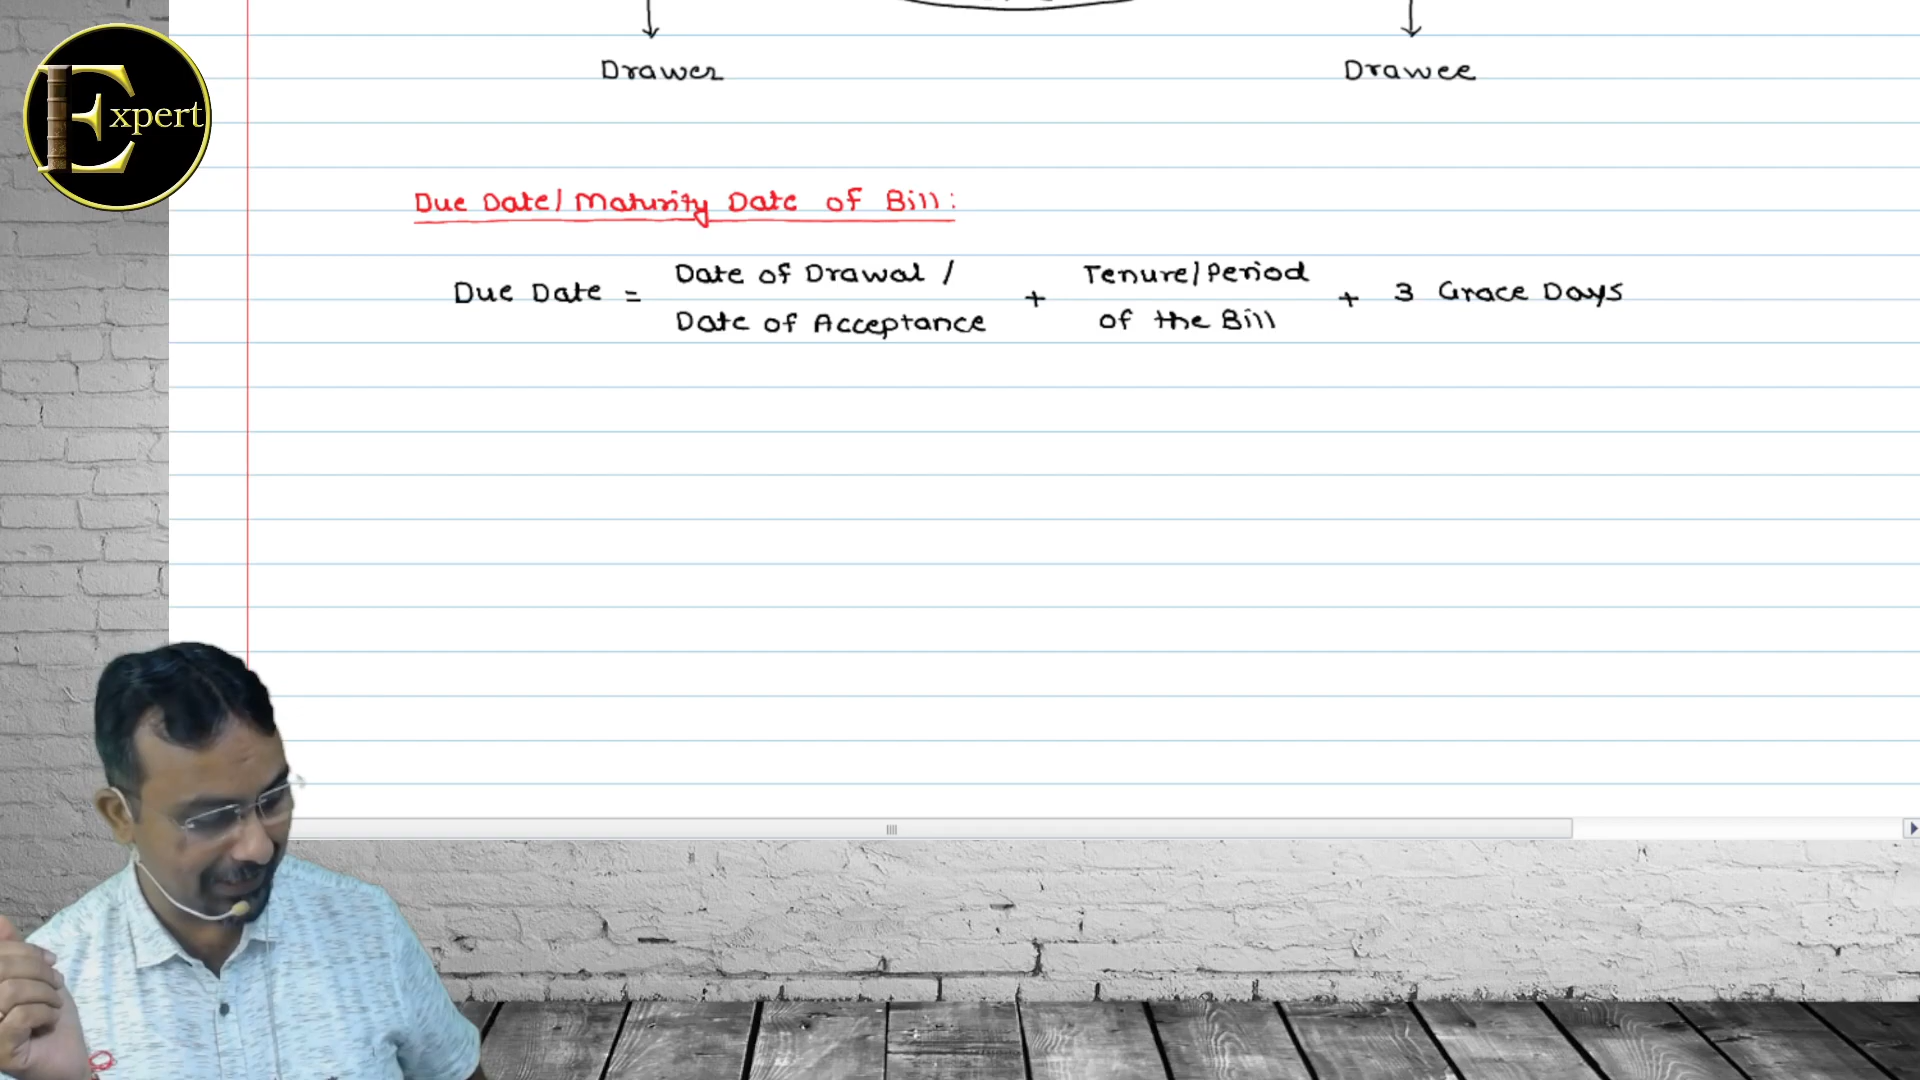 Expert
Drawer
Drawee
Due Date/Maturity Date of Bill:
Due Date = Date of Drawal / Date of Acceptance + Tenure/Period of the Bill + 3 Grace Days